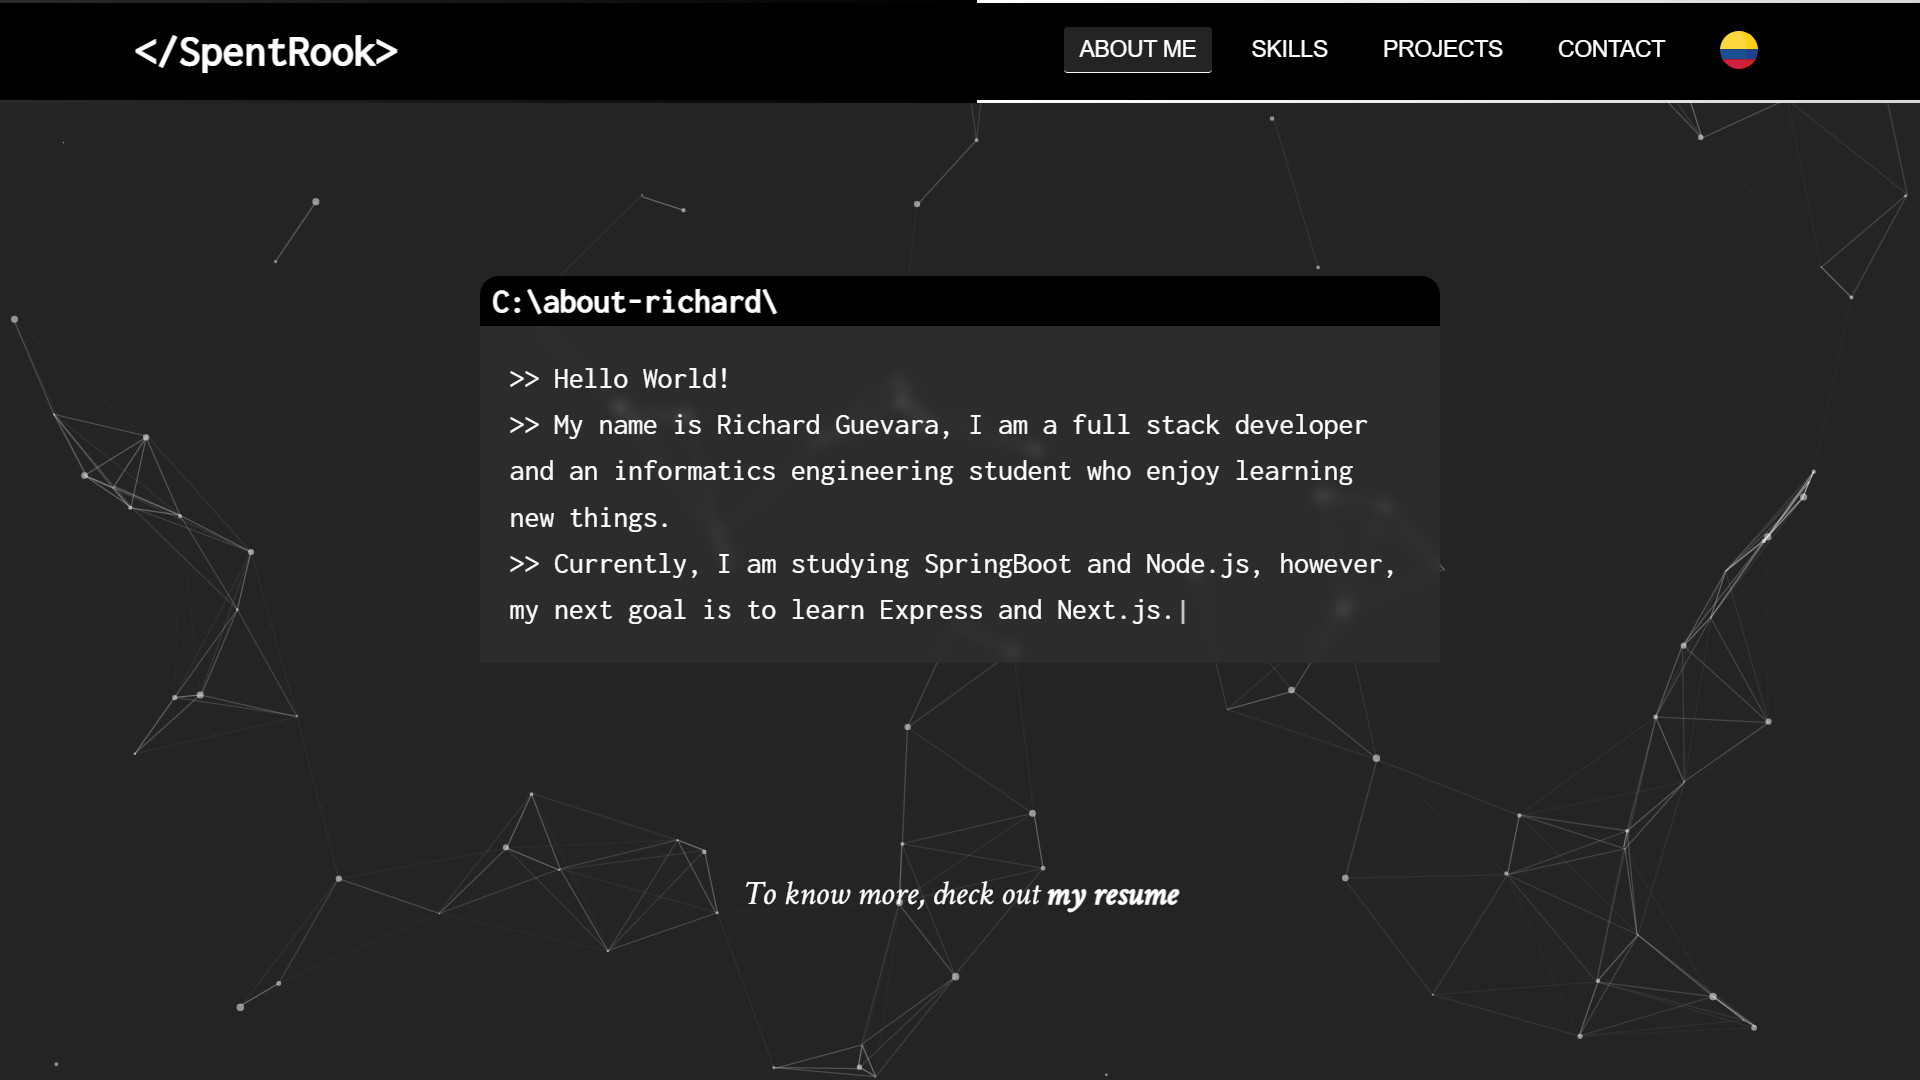 </SpentRook>
ABOUT ME
SKILLS
PROJECTS
CONTACT
C:\about-richard\
>> Hello World!
>> My name is Richard Guevara, I am a full stack developer
and an informatics engineering student who enjoy learning
new things.
>> Currently, I am studying SpringBoot and Node.js, however,
my next goal is to learn Express and Next.js.|
To know more, check out my resume